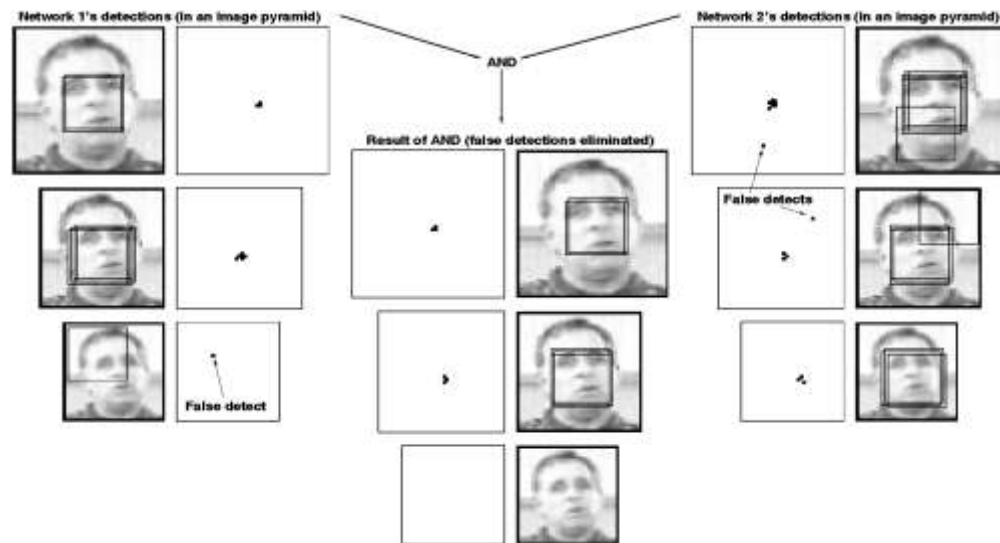 Network 1's detections (in an image pyramid)
Network 2's detections (in an image pyramid)
AND
Result of AND (false detections eliminated)
False detects
False detect